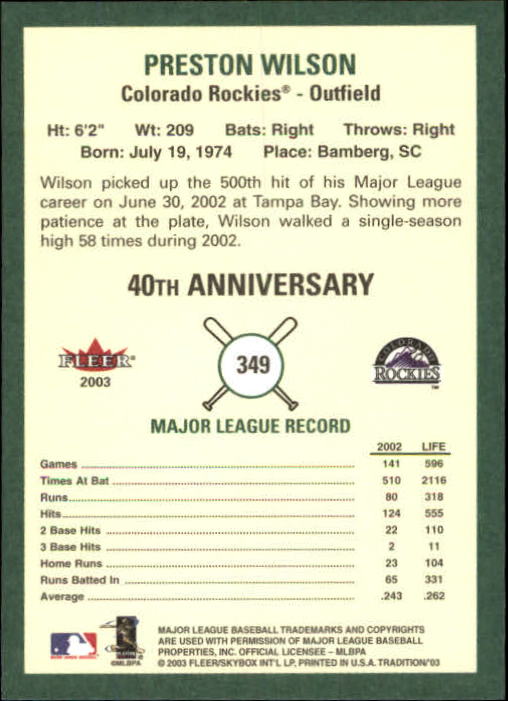 PRESTON WILSON
Colorado Rockies® - Outfield
Ht: 6'2" Wt: 209 Bats: Right Throws: Right
Born: July 19, 1974 Place: Bamberg, SC
Wilson picked up the 500th hit of his Major League
career on June 30, 2002 at Tampa Bay. Showing more
patience at the plate, Wilson walked a single-season
high 58 times during 2002.
40TH ANNIVERSARY
FLEER®
2003
349
COLORADO
ROCKIES
TM
MAJOR LEAGUE RECORD
2002 LIFE
Games 141 596
Times At Bat 510 2116
Runs 80 318
Hits 124 555
2 Base Hits 22 110
3 Base Hits 2 11
Home Runs 23 104
Runs Batted In 65 331
Average .243 .262
©MLBPA
MAJOR LEAGUE BASEBALL TRADEMARKS AND COPYRIGHTS
ARE USED WITH PERMISSION OF MAJOR LEAGUE BASEBALL
PROPERTIES, INC. OFFICIAL LICENSEE – MLBPA
© 2003 FLEER/SKYBOX INT'L LP, PRINTED IN U.S.A. TRADITION/'03